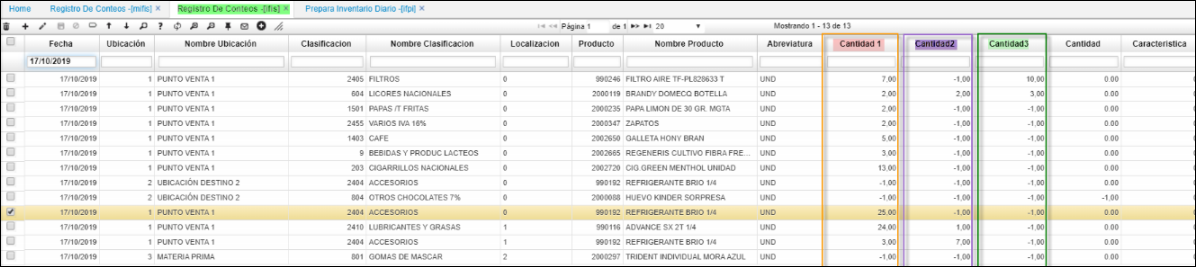 Home Registro De Conteos -[mifis] × Registro De Conteos -[ifis] × Prepara Inventario Diario -[ifpi] ×
Página 1 de 1 20 Mostrando 1 - 13 de 13
Fecha Ubicación Nombre Ubicación Clasificacion Nombre Clasificacion Localizacion Producto Nombre Producto Abreviatura Cantidad 1 Cantidad2 Cantidad3 Cantidad Caracteristica
17/10/2019
17/10/2019 1 PUNTO VENTA 1 2405 FILTROS 0 990246 FILTRO AIRE TF-PL828633 T UND 7,00 -1,00 10,00 0.00
17/10/2019 1 PUNTO VENTA 1 604 LICORES NACIONALES 0 2000119 BRANDY DOMECQ BOTELLA UND 2,00 2,00 3,00 0.00
17/10/2019 1 PUNTO VENTA 1 1501 PAPAS /T FRITAS 0 2000235 PAPA LIMON DE 30 GR. MGTA UND 2,00 -1,00 -1,00 0.00
17/10/2019 1 PUNTO VENTA 1 2455 VARIOS IVA 16% 0 2000347 ZAPATOS UND 2,00 -1,00 -1,00 0.00
17/10/2019 1 PUNTO VENTA 1 1403 CAFE 0 2002650 GALLETA HONY BRAN UND 5,00 -1,00 -1,00 0.00
17/10/2019 1 PUNTO VENTA 1 9 BEBIDAS Y PRODUC LACTEOS 0 2002665 REGENERIS CULTIVO FIBRA FRE... UND 3,00 -1,00 -1,00 0.00
17/10/2019 1 PUNTO VENTA 1 203 CIGARRILLOS NACIONALES 0 2002720 CIG.GREEN MENTHOL UNIDAD UND 13,00 -1,00 -1,00 0.00
17/10/2019 2 UBICACIÓN DESTINO 2 2404 ACCESORIOS 0 990192 REFRIGERANTE BRIO 1/4 UND -1,00 -1,00 -1,00 0.00
17/10/2019 2 UBICACIÓN DESTINO 2 804 OTROS CHOCOLATES 7% 0 2000088 HUEVO KINDER SORPRESA UND -1,00 -1,00 -1,00 -1,00
17/10/2019 1 PUNTO VENTA 1 2404 ACCESORIOS 0 990192 REFRIGERANTE BRIO 1/4 UND 25,00 -1,00 -1,00 0.00
17/10/2019 1 PUNTO VENTA 1 2410 LUBRICANTES Y GRASAS 1 990116 ADVANCE SX 2T 1/4 UND 24,00 1,00 -1,00 0.00
17/10/2019 1 PUNTO VENTA 1 2404 ACCESORIOS 1 990192 REFRIGERANTE BRIO 1/4 UND 3,00 7,00 -1,00 0.00
17/10/2019 3 MATERIA PRIMA 801 GOMAS DE MASCAR 2 2000297 TRIDENT INDIVIDUAL MORA AZUL UND -1,00 -1,00 -1,00 0.00